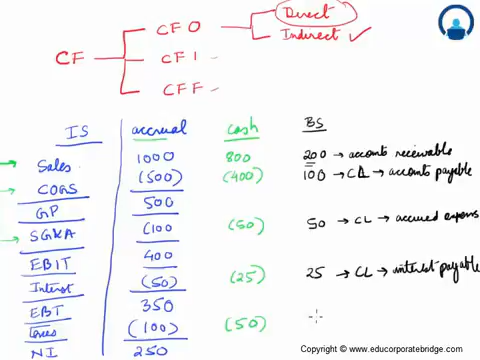 CF
CFO
CFI
CFF
Direct
Indirect
IS accrual cash BS
Sales 1000 800 200 → accounts receivable
COGS (500) (400) 100 → CL → accounts payable
GP 500
SG&A (100 (50) 50 → CL → accrued expens
EBIT 400
Interest (50) (25) 25 → CL → interest payable
EBT 350
(100) (50)
NI 250
Copyright © www.educorporatebridge.com